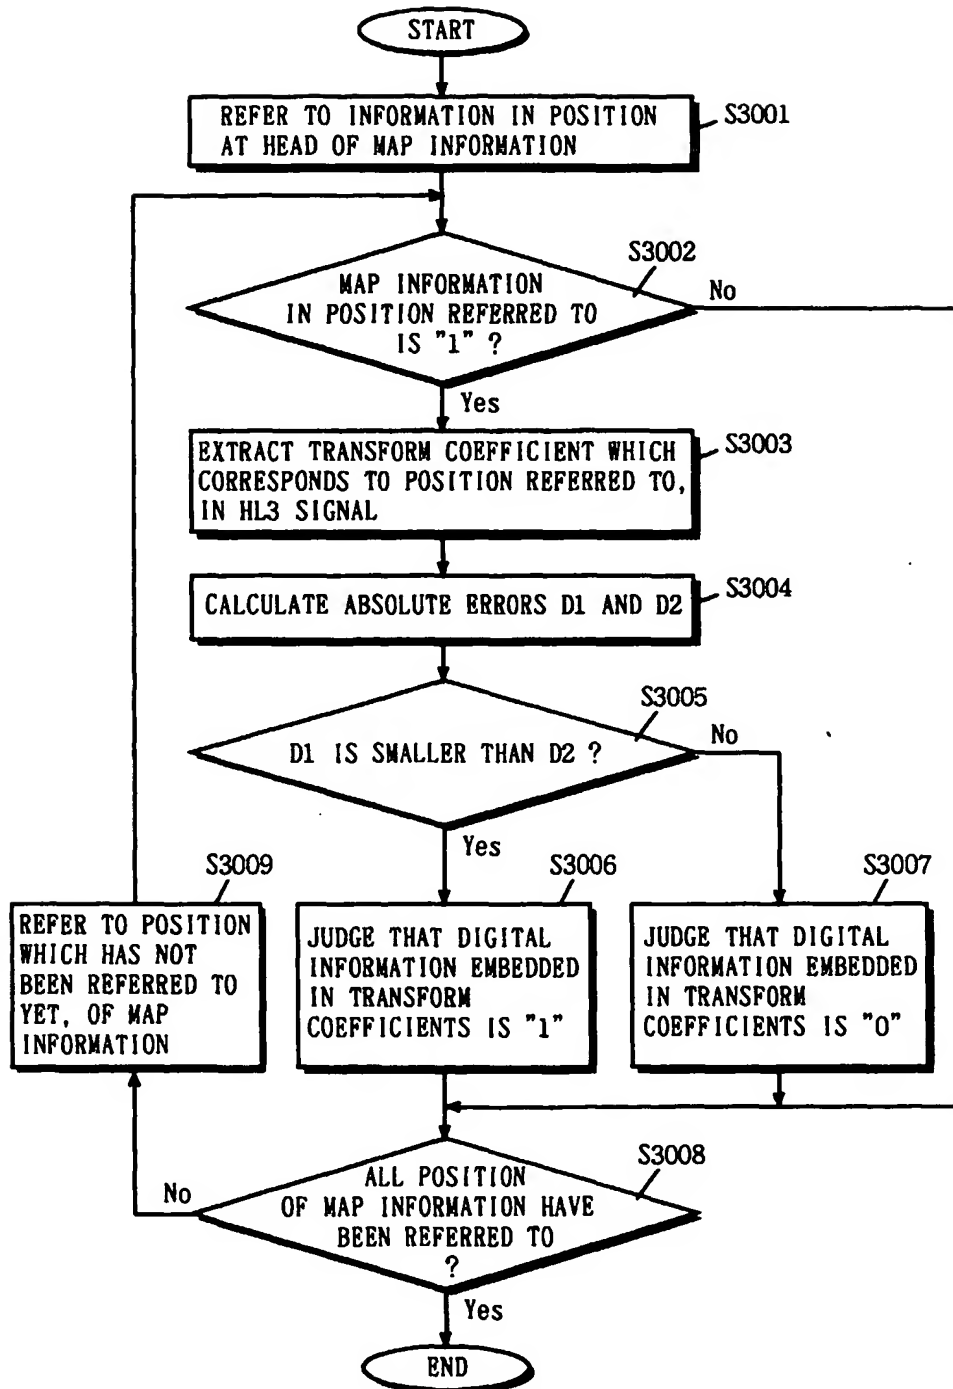 START
REFER TO INFORMATION IN POSITION
AT HEAD OF MAP INFORMATION
S3001
S3002
MAP INFORMATION
IN POSITION REFERRED TO
IS "1" ?
No
Yes
EXTRACT TRANSFORM COEFFICIENT WHICH
CORRESPONDS TO POSITION REFERRED TO,
IN HL3 SIGNAL
S3003
CALCULATE ABSOLUTE ERRORS D1 AND D2
S3004
S3005
D1 IS SMALLER THAN D2 ?
No
Yes
S3009
REFER TO POSITION
WHICH HAS NOT
BEEN REFERRED TO
YET, OF MAP
INFORMATION
S3006
JUDGE THAT DIGITAL
INFORMATION EMBEDDED
IN TRANSFORM
COEFFICIENTS IS "1"
S3007
JUDGE THAT DIGITAL
INFORMATION EMBEDDED
IN TRANSFORM
COEFFICIENTS IS "0"
S3008
ALL POSITION
OF MAP INFORMATION HAVE
BEEN REFERRED TO
?
No
Yes
END